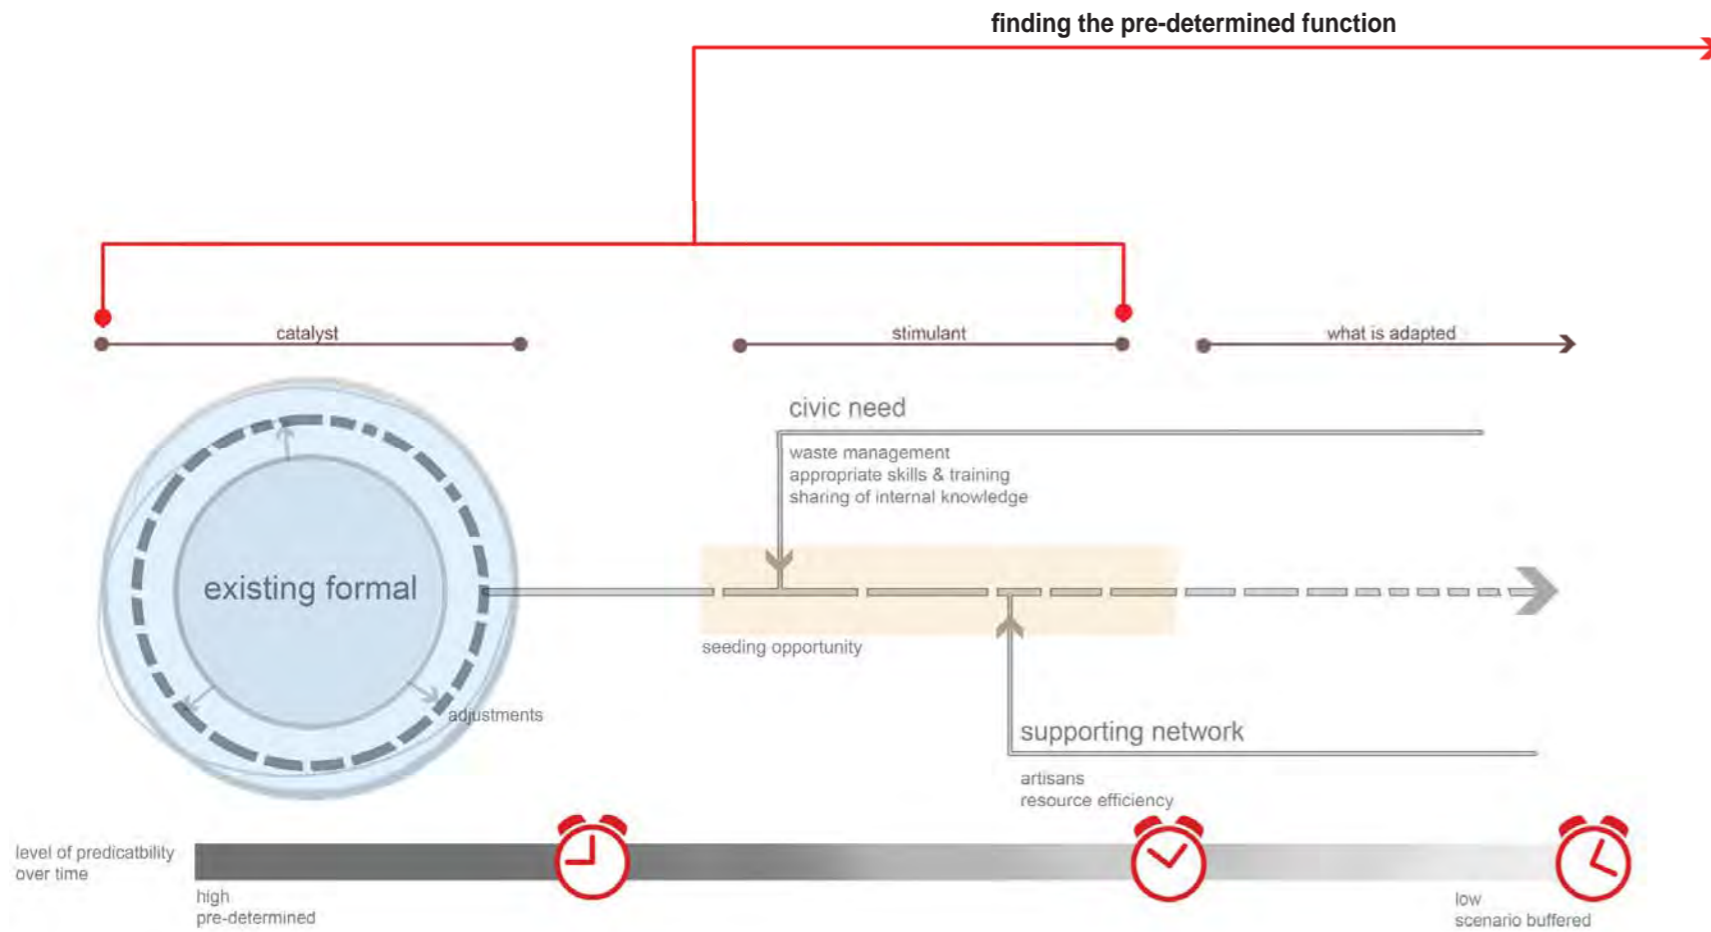 finding the pre-determined function
catalyst
stimulant
what is adapted
civic need
waste management
appropriate skills & training
sharing of internal knowledge
existing formal
seeding opportunity
adjustments
supporting network
artisans
resource efficiency
level of predicatbility
over time
high
pre-determined
low
scenario buffered